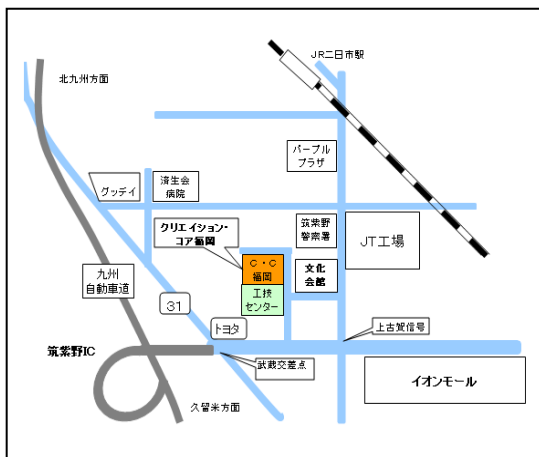 JR二日市駅
北九州方面
パープル
プラザ
グッデイ
済生会
病院
クリエイション・
コア福岡
筑紫野
警察署
JT工場
C・C
福岡
文化
会館
九州
自動車道
工技
センター
31
トヨタ
上古賀信号
筑紫野IC
武蔵交差点
イオンモール
久留米方面